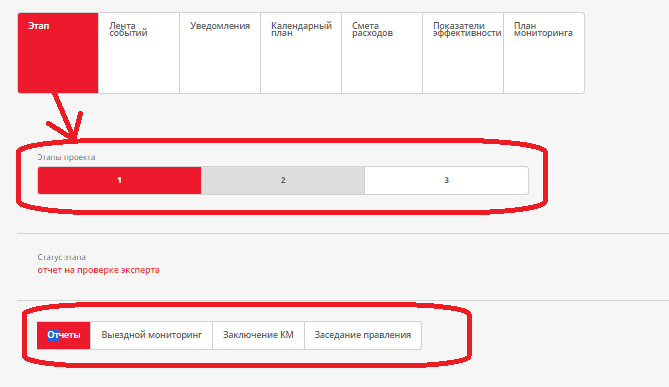 Этап
Лента
событий
Уведомления
Календарный
план
Смета
расходов
Показатели
эффективности
План
мониторинга
Этапы проекта
1 2 3
Статус этапа
отчет на проверке эксперта
Отчеты Выездной мониторинг Заключение КМ Заседание правления